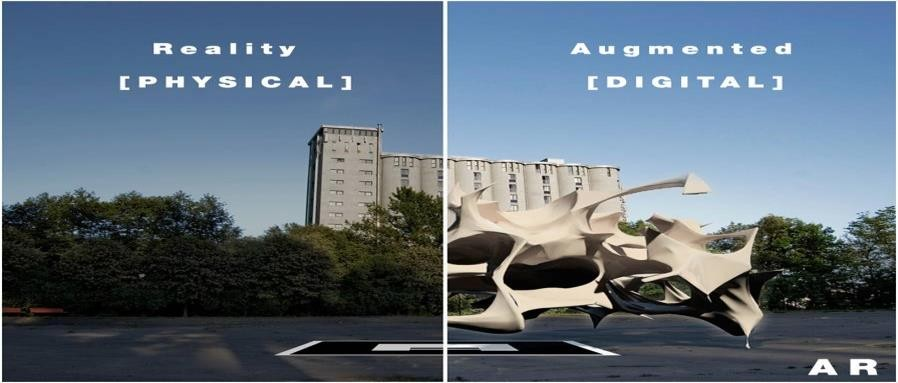 Reality
[PHYSICAL]
Augmented
[DIGITAL]
AR